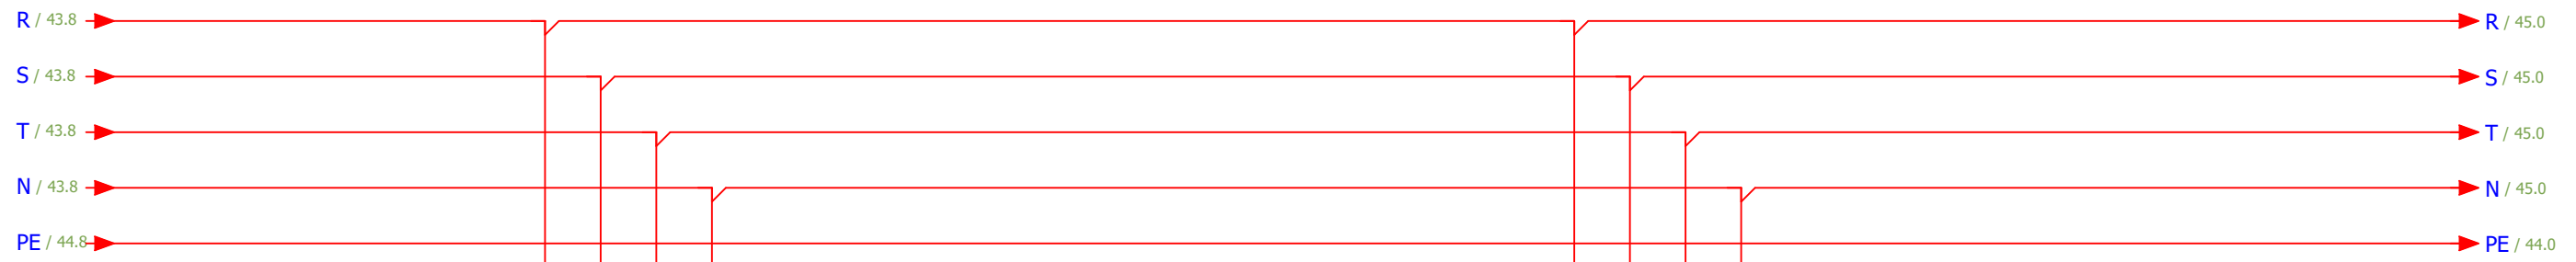 R / 43.8 R / 45.0
S / 43.8 S / 45.0
T / 43.8 T / 45.0
N / 43.8 N / 45.0
PE / 44.8 PE / 44.0